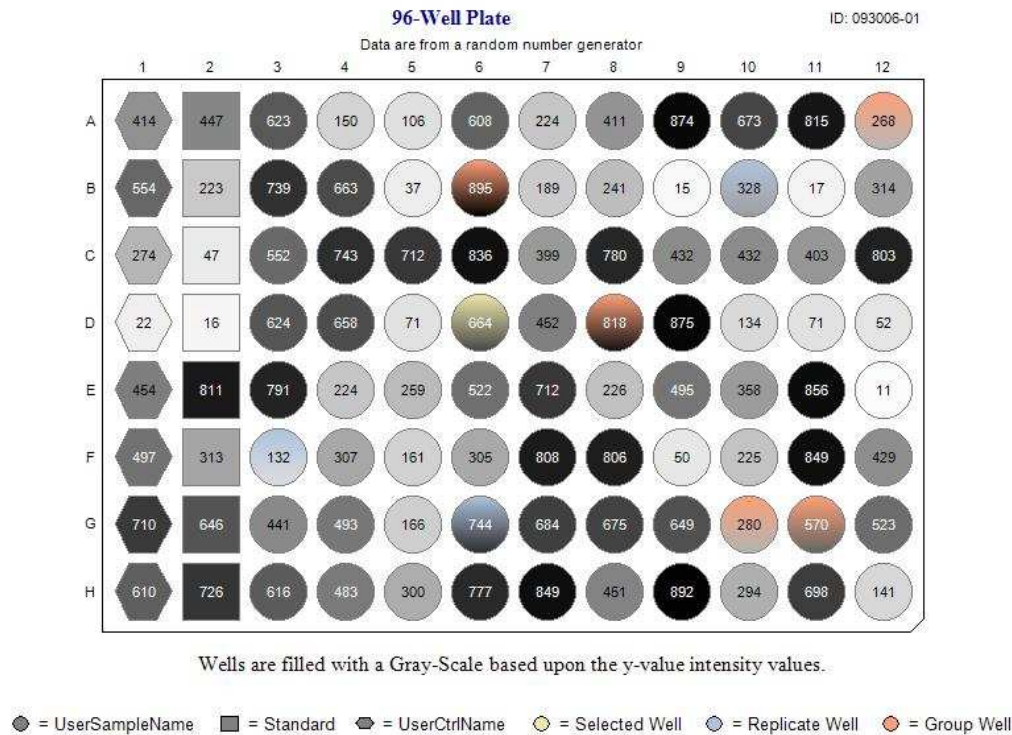 96-Well Plate
ID: 093006-01
Data are from a random number generator
1 2 3 4 5 6 7 8 9 10 11 12
A 414 447 623 150 106 608 224 411 874 673 815 268
B 554 223 739 663 37 895 189 241 15 328 17 314
C 274 47 552 743 712 836 399 780 432 432 403 803
D 22 16 624 658 71 664 452 818 875 134 71 52
E 454 811 791 224 259 522 712 226 495 358 856 11
F 497 313 132 307 161 305 808 806 50 225 849 429
G 710 646 441 493 166 744 684 675 649 280 570 523
H 610 726 616 483 300 777 849 451 892 294 698 141
Wells are filled with a Gray-Scale based upon the y-value intensity values.
= UserSampleName = Standard = UserCtrlName = Selected Well = Replicate Well = Group Well